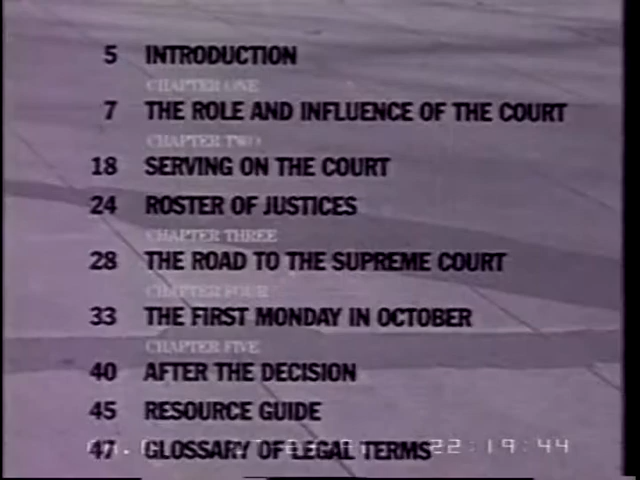 5 INTRODUCTION
CHAPTER ONE
7 THE ROLE AND INFLUENCE OF THE COURT
CHAPTER TWO
18 SERVING ON THE COURT
24 ROSTER OF JUSTICES
CHAPTER THREE
28 THE ROAD TO THE SUPREME COURT
CHAPTER FOUR
33 THE FIRST MONDAY IN OCTOBER
CHAPTER FIVE
40 AFTER THE DECISION
45 RESOURCE GUIDE
47 GLOSSARY OF LEGAL TERMS
22:19:44